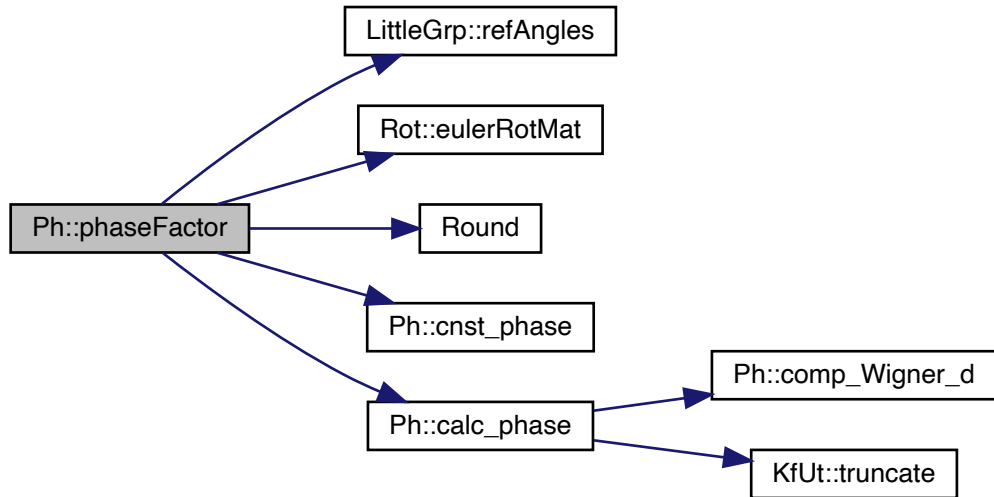 LittleGrp::refAngles
Rot::eulerRotMat
Ph::phaseFactor
Round
Ph::cnst_phase
Ph::comp_Wigner_d
Ph::calc_phase
KfUt::truncate